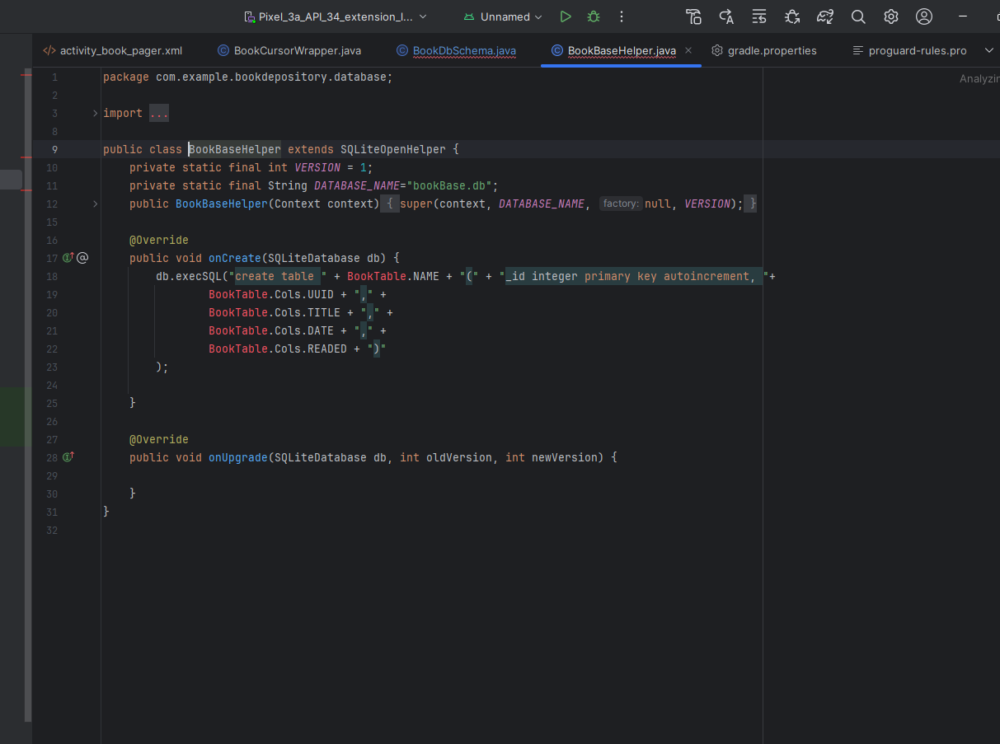 Pixel_3a_API_34_extension_l... Unnamed
activity_book_pager.xml BookCursorWrapper.java BookDbSchema.java BookBaseHelper.java gradle.properties proguard-rules.pro
Analyzin
1 package com.example.bookdepository.database;
2
3 import ...
8
9 public class BookBaseHelper extends SQLiteOpenHelper {
10 private static final int VERSION = 1;
11 private static final String DATABASE_NAME="bookBase.db";
12 public BookBaseHelper(Context context) { super(context, DATABASE_NAME, factory: null, VERSION); }
15
16 @Override
17 public void onCreate(SQLiteDatabase db) {
18 db.execSQL("create table " + BookTable.NAME + "(" + "_id integer primary key autoincrement, "+
19 BookTable.Cols.UUID + "," +
20 BookTable.Cols.TITLE + "," +
21 BookTable.Cols.DATE + "," +
22 BookTable.Cols.READED + ")"
23 );
24
25 }
26
27 @Override
28 public void onUpgrade(SQLiteDatabase db, int oldVersion, int newVersion) {
29
30 }
31 }
32